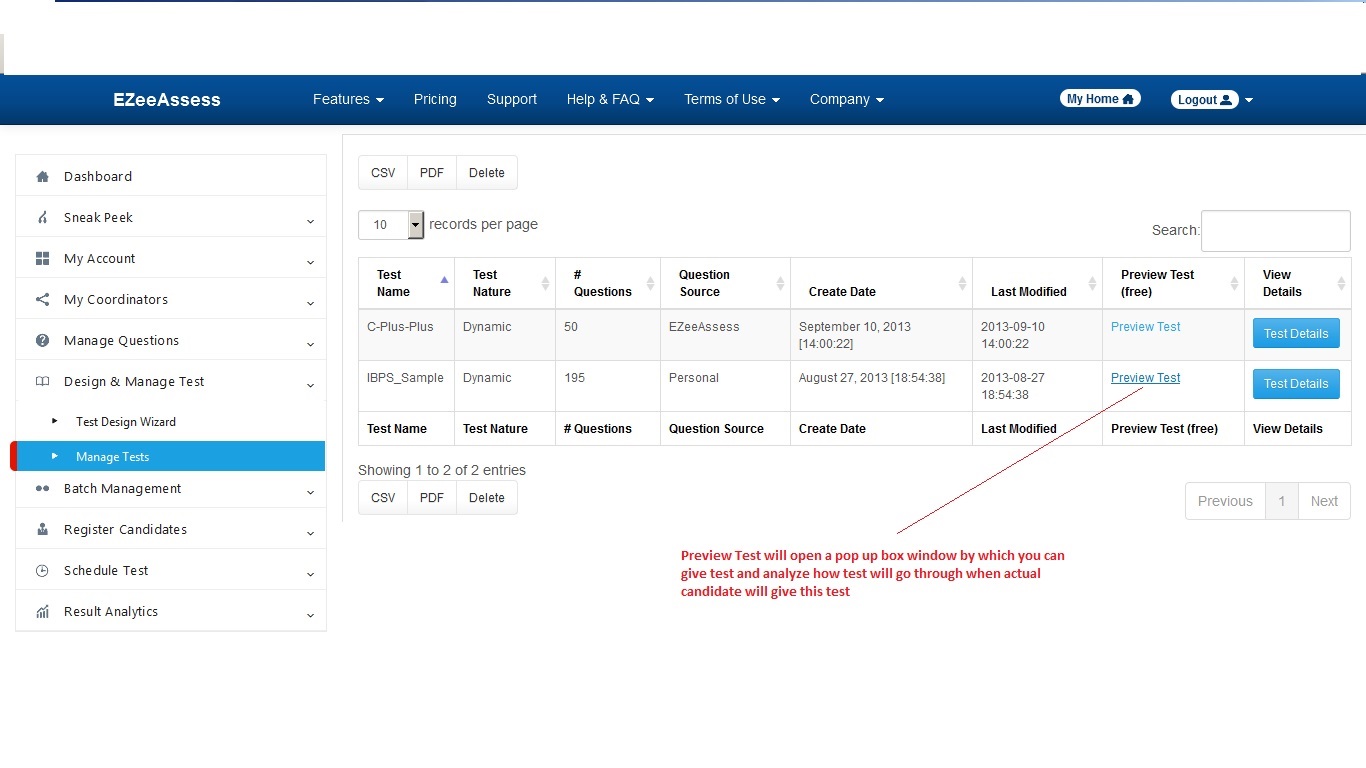 EZeeAssess
Features
Pricing
Support
Help & FAQ
Terms of Use
Company
My Home
Logout
Dashboard
Sneak Peek
My Account
My Coordinators
Manage Questions
Design & Manage Test
Test Design Wizard
Manage Tests
Batch Management
Register Candidates
Schedule Test
Result Analytics
CSV PDF Delete
10 records per page
Search:
Test Name
Test Nature
# Questions
Question Source
Create Date
Last Modified
Preview Test (free)
View Details
C-Plus-Plus
Dynamic
50
EZeeAssess
September 10, 2013
[14:00:22]
2013-09-10
14:00:22
Preview Test
Test Details
IBPS_Sample
Dynamic
195
Personal
August 27, 2013 [18:54:38]
2013-08-27
18:54:38
Preview Test
Test Details
Test Name
Test Nature
# Questions
Question Source
Create Date
Last Modified
Preview Test (free)
View Details
Showing 1 to 2 of 2 entries
CSV PDF Delete
Previous 1 Next
Preview Test will open a pop up box window by which you can
give test and analyze how test will go through when actual
candidate will give this test